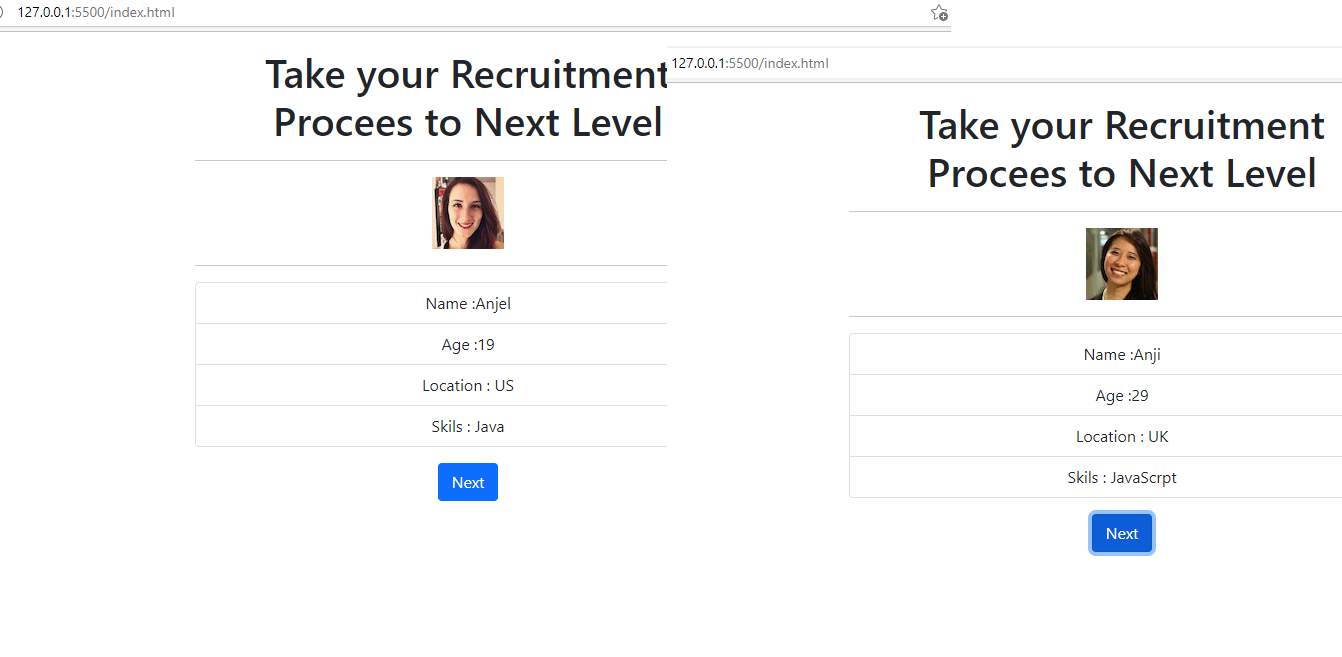 127.0.0.1:5500/index.html
Take your Recruitment
Procees to Next Level
Name :Anjel
Age :19
Location : US
Skils : Java
Next
127.0.0.1:5500/index.html
Take your Recruitment
Procees to Next Level
Name :Anji
Age :29
Location : UK
Skils : JavaScrpt
Next